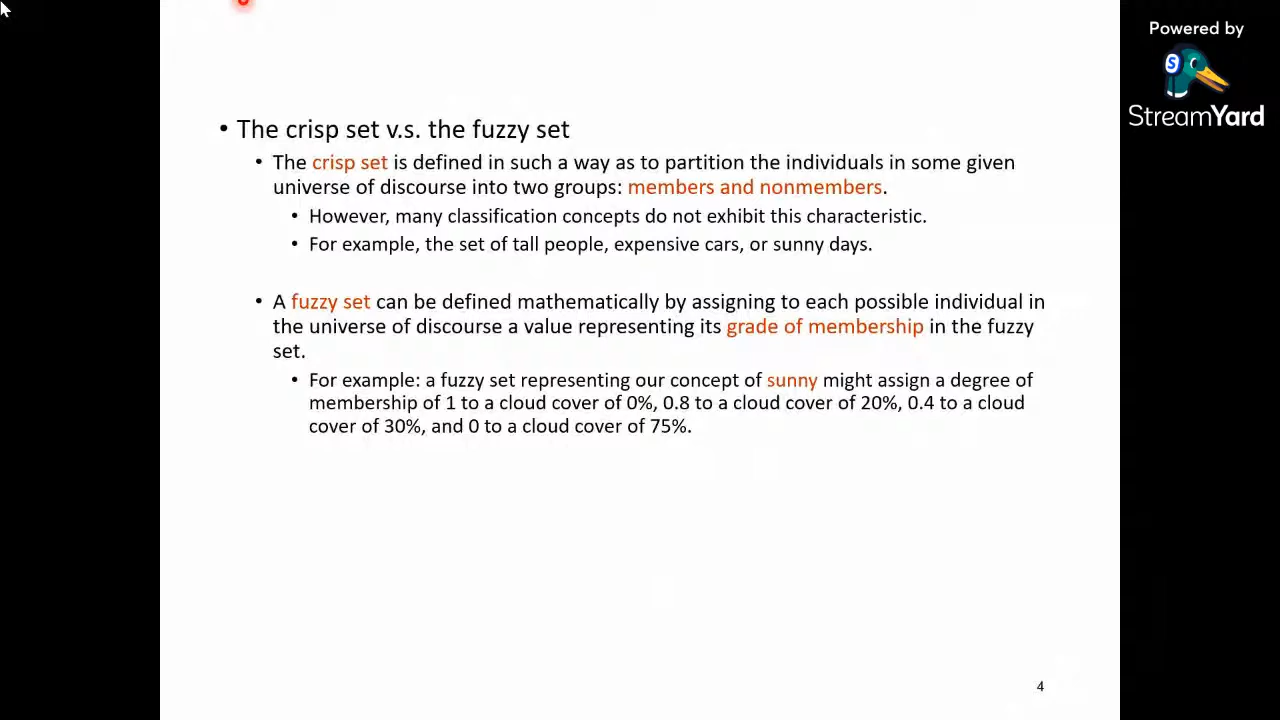 • The crisp set v.s. the fuzzy set
• The crisp set is defined in such a way as to partition the individuals in some given
universe of discourse into two groups: members and nonmembers.
• However, many classification concepts do not exhibit this characteristic.
• For example, the set of tall people, expensive cars, or sunny days.
• A fuzzy set can be defined mathematically by assigning to each possible individual in
the universe of discourse a value representing its grade of membership in the fuzzy
set.
• For example: a fuzzy set representing our concept of sunny might assign a degree of
membership of 1 to a cloud cover of 0%, 0.8 to a cloud cover of 20%, 0.4 to a cloud
cover of 30%, and 0 to a cloud cover of 75%.
4
Powered by
S
StreamYard